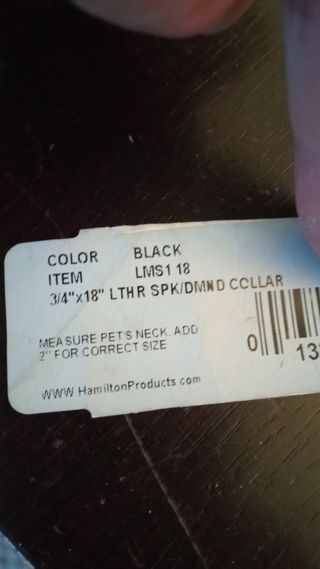 COLOR BLACK
ITEM LMS1 18
3/4"x18" LTHR SPK/DMND COLLAR
MEASURE PET'S NECK. ADD
2" FOR CORRECT SIZE
0 13
WWW HamiltonProducts.com